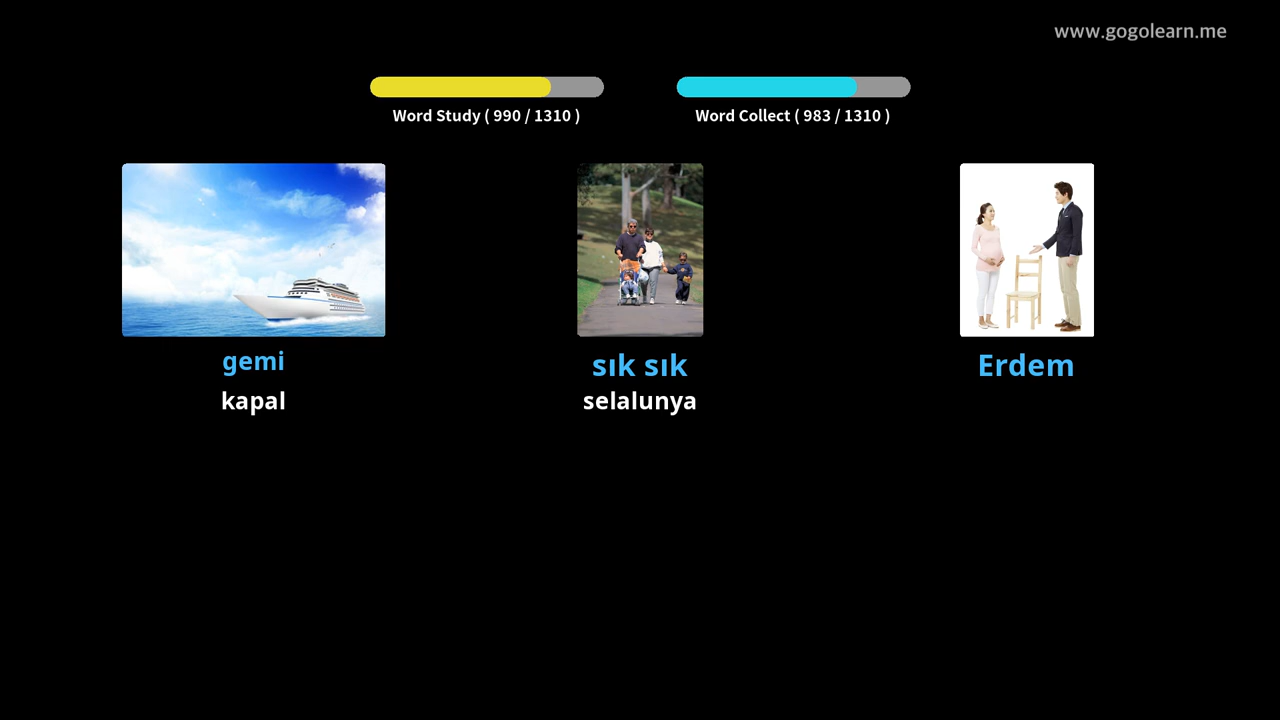 www.gogolearn.me
Word Study ( 990 / 1310 )
Word Collect ( 983 / 1310 )
gemi
kapal
sık sık
selalunya
Erdem